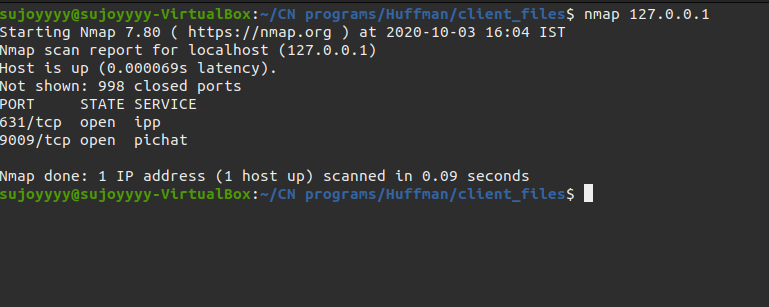 sujoyyyy@sujoyyyy-VirtualBox:~/CN programs/Huffman/client_files$ nmap 127.0.0.1
Starting Nmap 7.80 ( https://nmap.org ) at 2020-10-03 16:04 IST
Nmap scan report for localhost (127.0.0.1)
Host is up (0.000069s latency).
Not shown: 998 closed ports
PORT     STATE SERVICE
631/tcp  open  ipp
9009/tcp open  pichat
Nmap done: 1 IP address (1 host up) scanned in 0.09 seconds
sujoyyyy@sujoyyyy-VirtualBox:~/CN programs/Huffman/client_files$